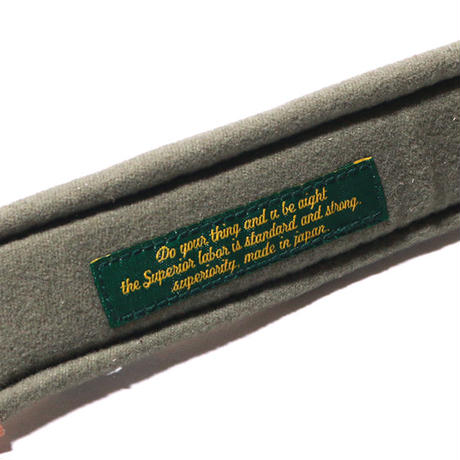 Do your thing and u be aight
the Superior labor is standard and strong.
superiority, made in japan.